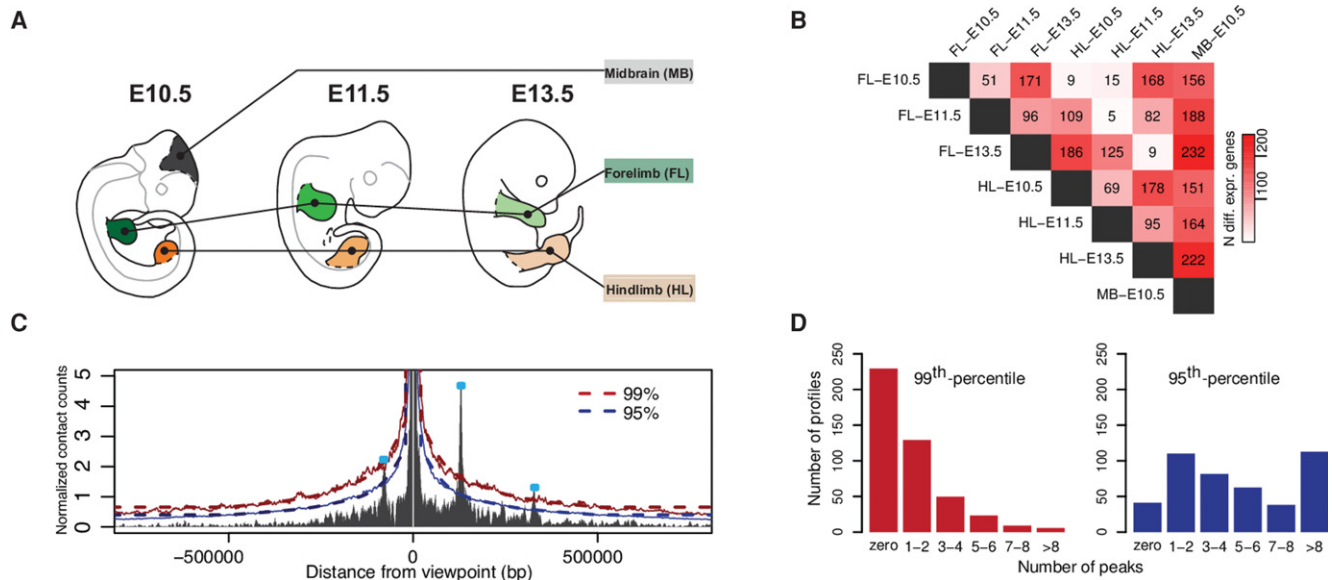 A
Midbrain (MB)
E10.5
E11.5
E13.5
Forelimb (FL)
Hindlimb (HL)
B
FL−E10.5
FL−E11.5
FL−E13.5
HL−E10.5
HL−E11.5
HL−E13.5
MB−E10.5
FL−E10.5 51 171 9 15 168 156
FL−E11.5 96 109 5 82 188
FL−E13.5 186 125 9 232
HL−E10.5 69 178 151
HL−E11.5 95 164
HL−E13.5 222
MB−E10.5
N diff. expr. genes
100
200
C
Normalized contact counts
5
4
3
2
1
0
99%
95%
−500000 0 500000
Distance from viewpoint (bp)
D
Number of profiles
250
200
150
100
50
0
99th-percentile
zero 1−2 3−4 5−6 7−8 >8
250
200
150
100
50
0
95th-percentile
zero 1−2 3−4 5−6 7−8 >8
Number of peaks